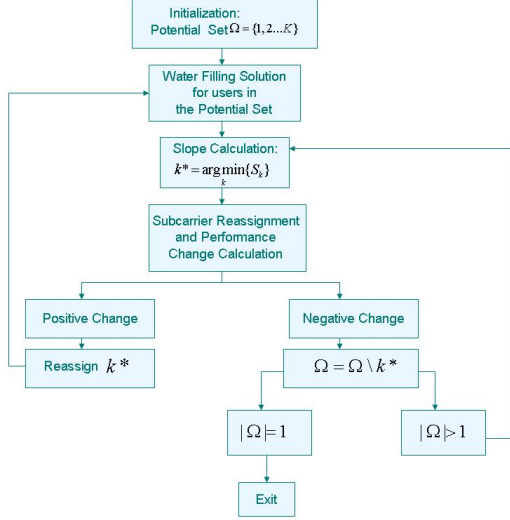 Initialization:
Potential Set Ω = {1,2...K}
Water Filling Solution
for users in
the Potential Set
Slope Calculation:
k* = arg min{S_k}
k
Subcarrier Reassignment
and Performance
Change Calculation
Positive Change
Negative Change
Reassign k*
Ω = Ω \ k*
|Ω|=1
|Ω|>1
Exit